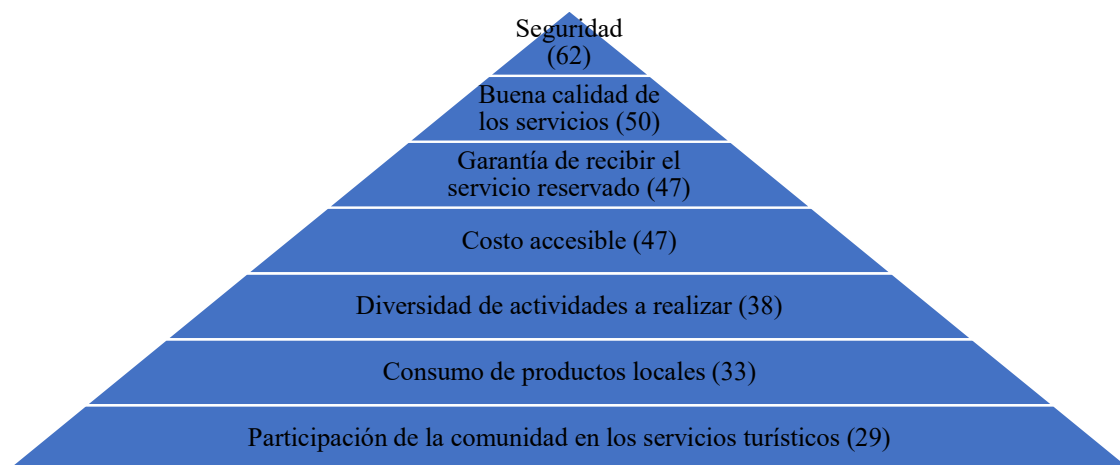 Seguridad
(62)
Buena calidad de
los servicios (50)
Garantía de recibir el
servicio reservado (47)
Costo accesible (47)
Diversidad de actividades a realizar (38)
Consumo de productos locales (33)
Participación de la comunidad en los servicios turísticos (29)